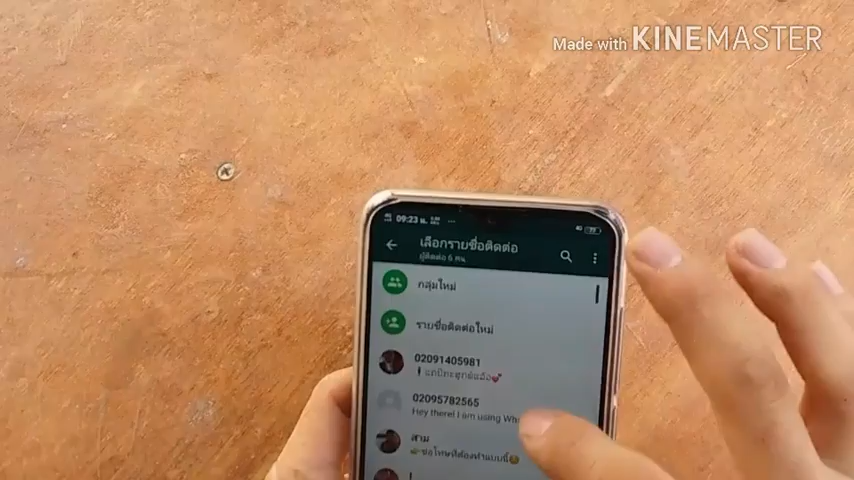 Made with KINEMASTER
09:23 น.
เลือกรายชื่อติดต่อ
ผู้ติดต่อ 6 คน
กลุ่มใหม่
รายชื่อติดต่อใหม่
02091405981
02095782565
Hey there! I am using
สาม